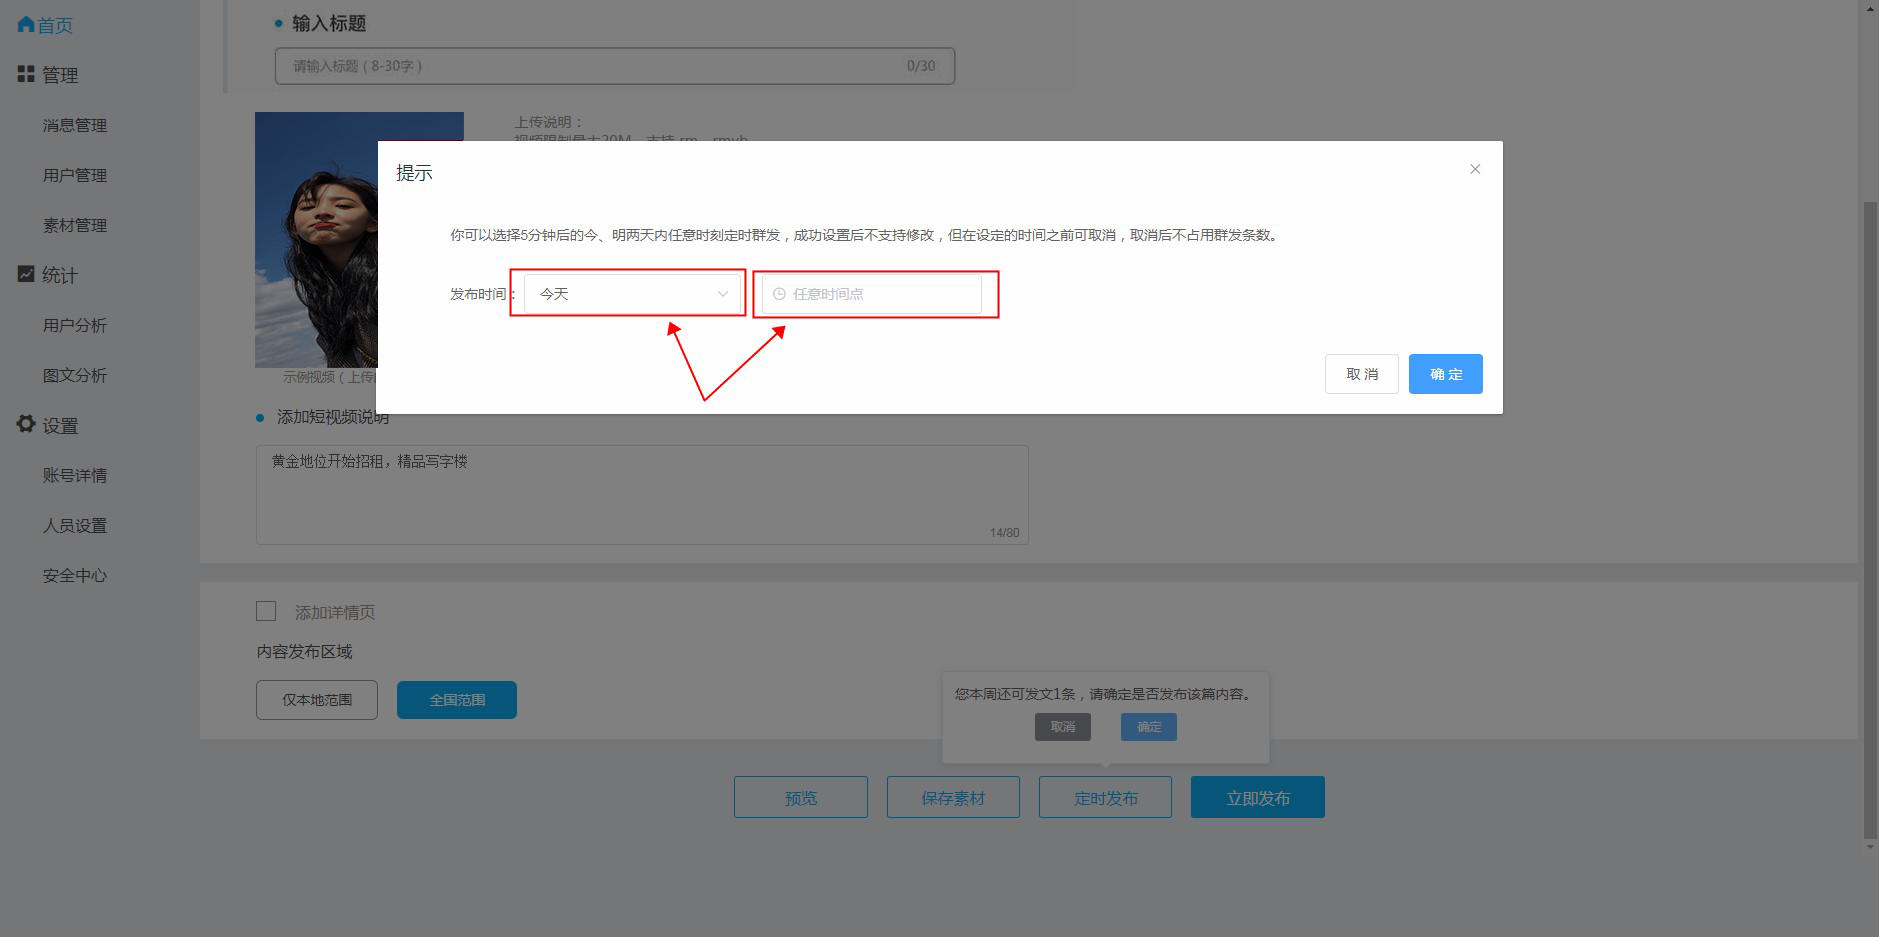 首页
管理
消息管理
用户管理
素材管理
统计
用户分析
图文分析
设置
账号详情
人员设置
安全中心
输入标题
请输入标题（8-30字） 0/30
上传说明：
视频限制最大20M，支持.rm、.rmvb
提示
你可以选择5分钟后的今、明两天内任意时刻定时群发，成功设置后不支持修改，但在设定的时间之前可取消，取消后不占用群发条数。
发布时间： 今天 任意时间点
取 消 确 定
示例视频（上传
添加短视频说明
黄金地位开始招租，精品写字楼
14/80
添加详情页
内容发布区域
仅本地范围 全国范围
您本周还可发文1条，请确定是否发布该篇内容。
取消 确定
预览 保存素材 定时发布 立即发布